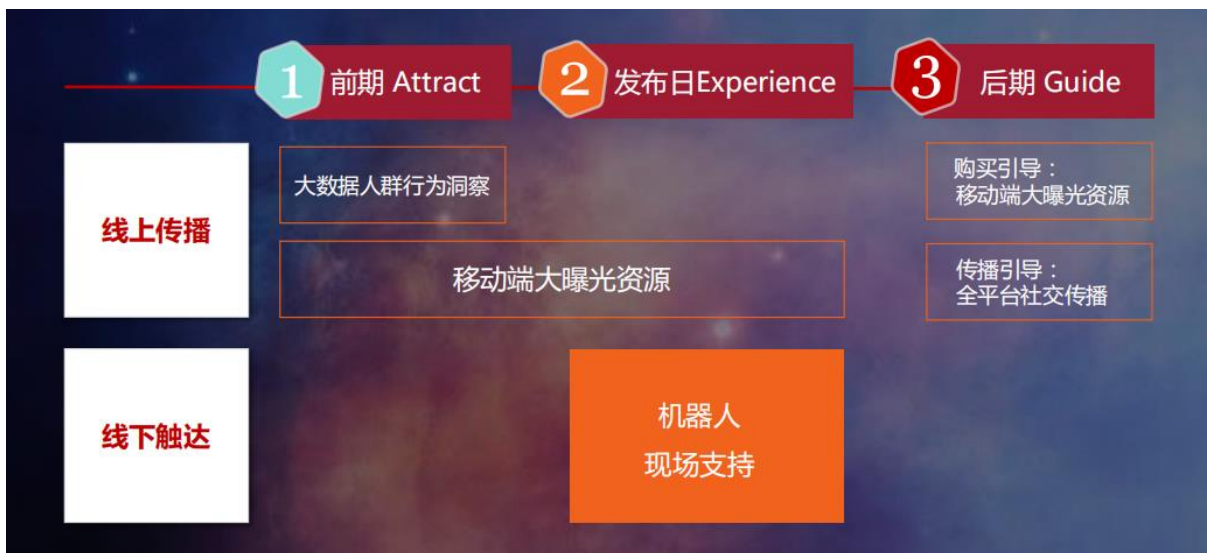 1 前期 Attract
2 发布日Experience
3 后期 Guide
线上传播
大数据人群行为洞察
移动端大曝光资源
购买引导：
移动端大曝光资源
传播引导：
全平台社交传播
线下触达
机器人
现场支持